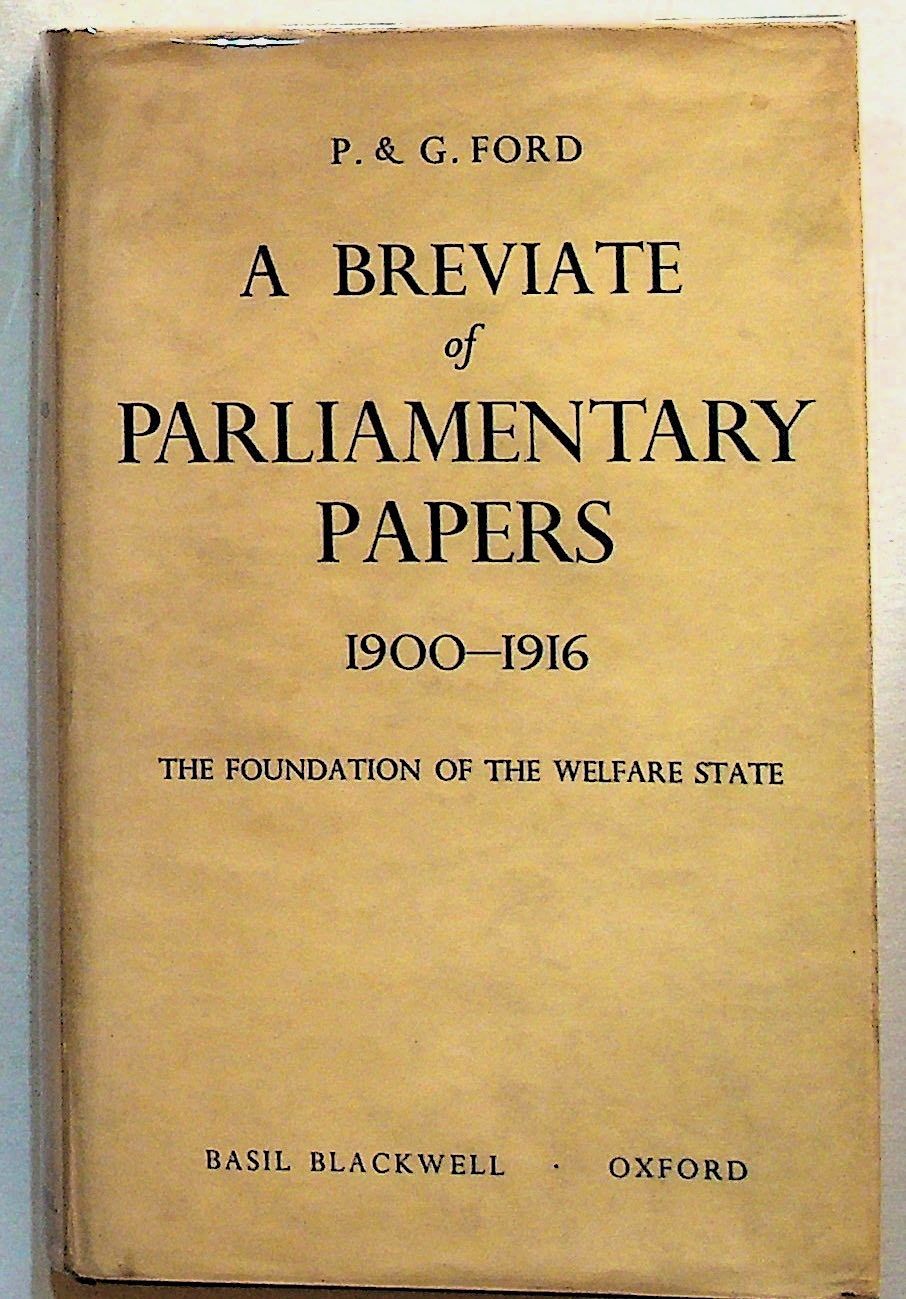 P. & G. FORD
A BREVIATE
of
PARLIAMENTARY
PAPERS
1900—1916
THE FOUNDATION OF THE WELFARE STATE
BASIL BLACKWELL · OXFORD